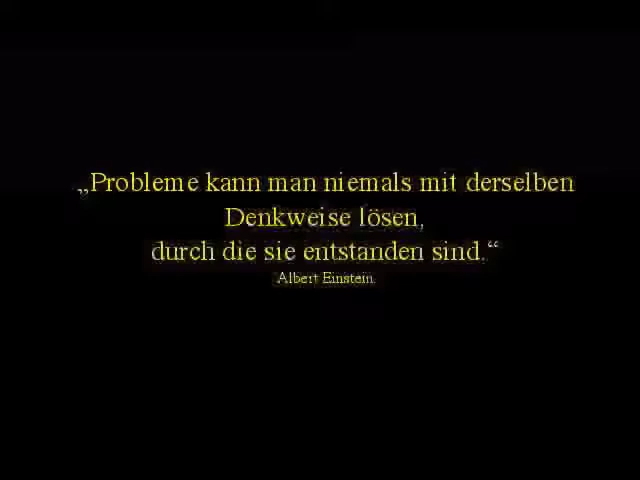 „Probleme kann man niemals mit derselben
Denkweise lösen,
durch die sie entstanden sind.“
Albert Einstein